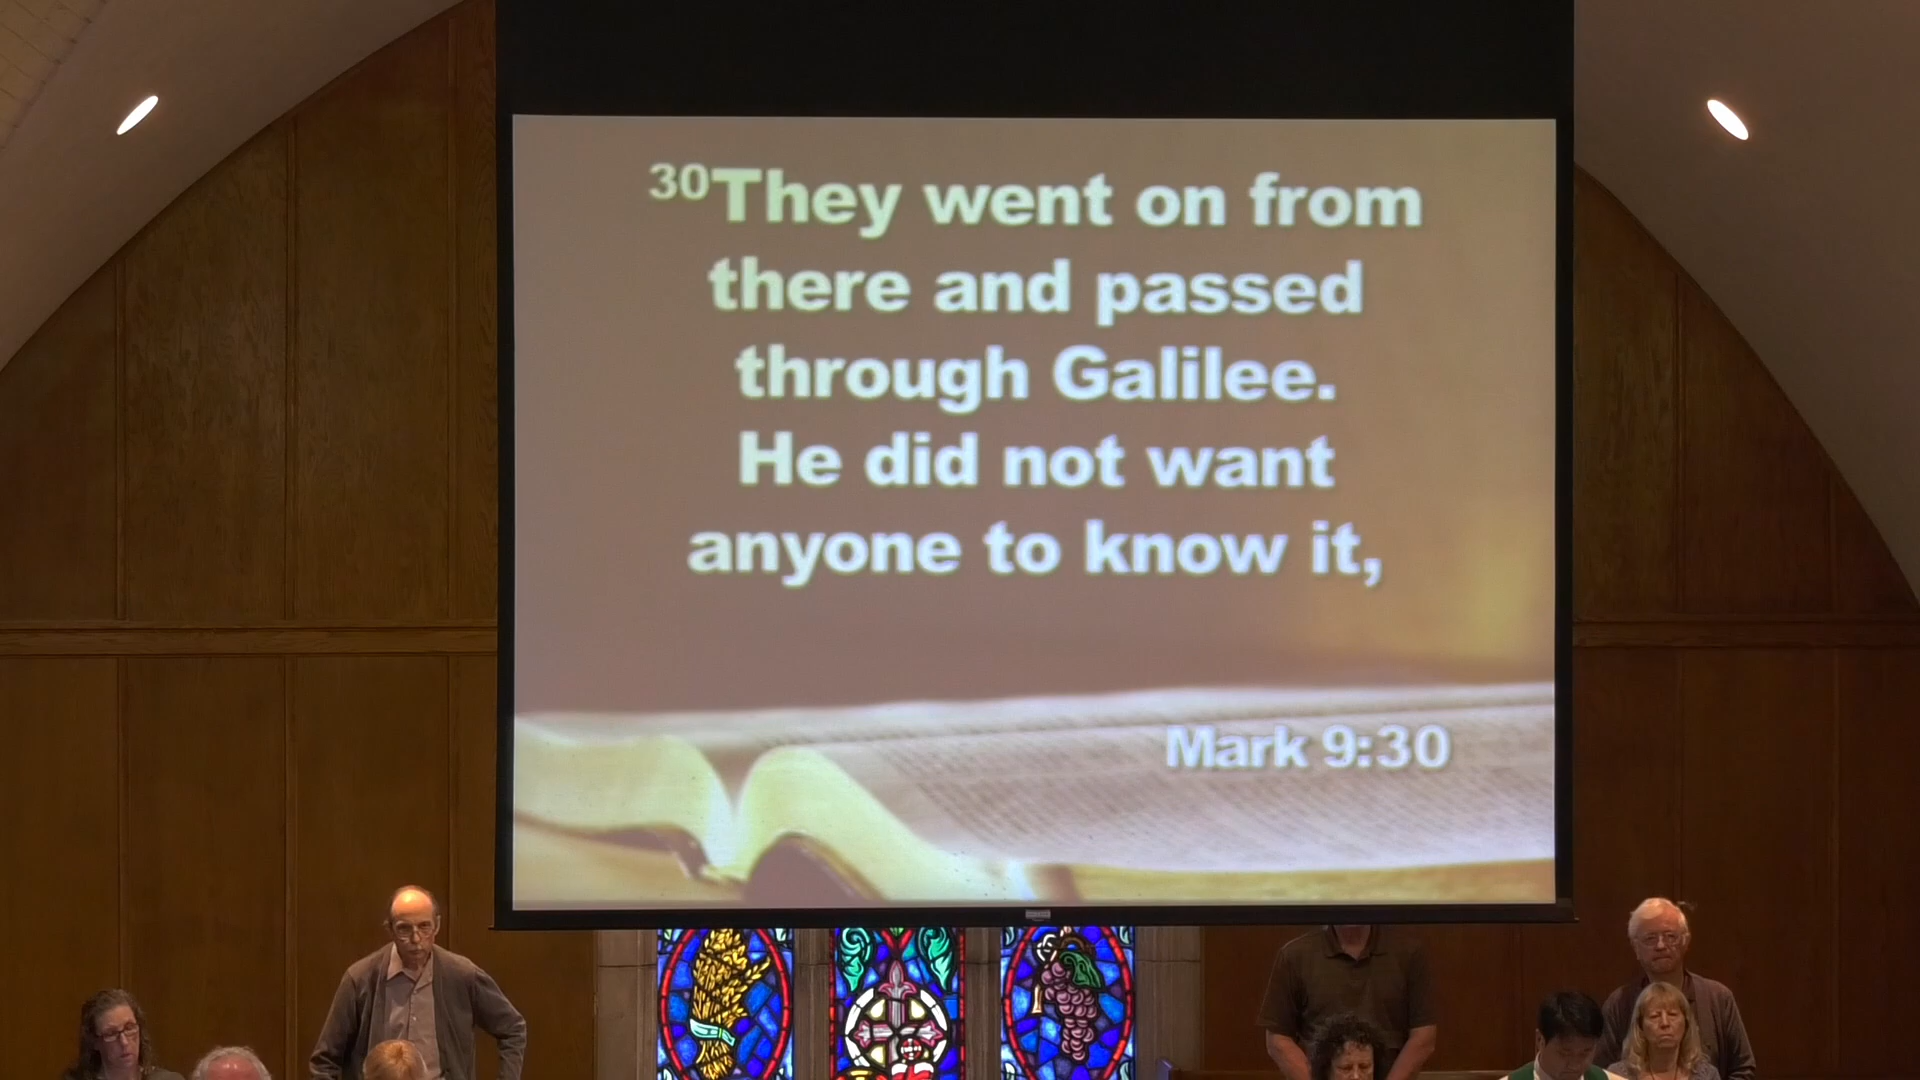 30They went on from
there and passed
through Galilee.
He did not want
anyone to know it,
Mark 9:30